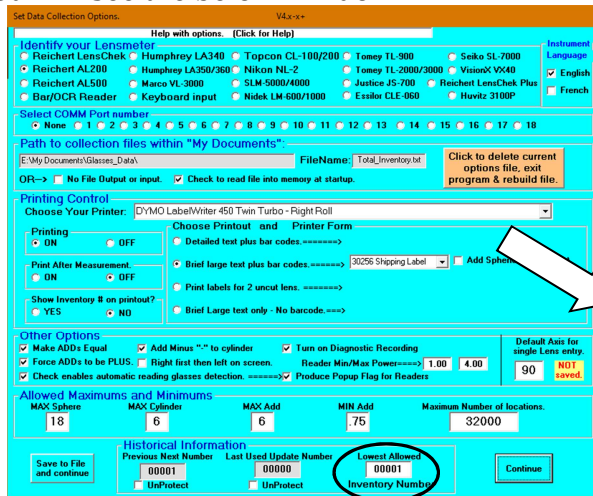 Set Data Collection Options. V4.x-x+
Help with options. (Click for Help)
Identify your Lensmeter
Instrument Language
Reichert LensChek Humphrey LA340 Topcon CL-100/200 Tomey TL-900 Seiko SL-7000
Reichert AL200 Humphrey LA350/360 Nikon NL-2 Tomey TL-2000/3000 VisionX VX40
Reichert AL500 Marco VL-3000 SLM-5000/4000 Justice JS-700 Reichert LensChek Plus
Bar/OCR Reader Keyboard input Nidek LM-600/1000 Essilor CLE-060 Huvitz 3100P
English
French
Select COMM Port number
None 1 2 3 4 5 6 7 8 9 10 11 12 13 14 15 16 17 18
Path to collection files within "My Documents":
E:\My Documents\Glasses_Data\ FileName: Total_Inventory.txt
OR--> No File Output or input. Check to read file into memory at startup.
Click to delete current
options file, exit
program & rebuild file.
Printing Control
Choose Your Printer: DYMO LabelWriter 450 Twin Turbo - Right Roll
Printing
ON OFF
Print After Measurement.
ON OFF
Show Inventory # on printout?
YES NO
Choose Printout and Printer Form
Detailed text plus bar codes.=======>
Brief large text plus bar codes.======> 30256 Shipping Label Add
Print labels for 2 uncut lens. =======>
Brief Large text only - No barcode.===>
Other Options
Make ADDs Equal Add Minus "-" to cylinder Turn on Diagnostic Recording
Force ADDs to be PLUS. Right first then left on screen. Reader Min/Max Power====> 1.00 4.00
Check enables automatic reading glasses detection. ======> Produce Popup Flag for Readers
Default Axis for
single Lens entry.
90 NOT saved.
Allowed Maximums and Minimums
MAX Sphere MAX Cylinder MAX Add MIN Add Maximum Number of locations.
18 6 6 .75 32000
Historical Information
Save to File
and continue
Previous Next Number Last Used Update Number Lowest Allowed
00001 00000 00001
UnProtect UnProtect Inventory Number
Continue